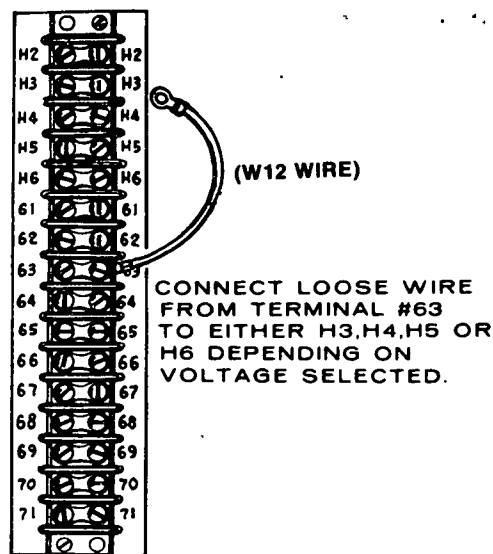 H2 H2
H3 H3
H4 H4
H5 H5
H6 H6
61 61
62 62
63 63
64 64
65 65
66 66
67 67
68 68
69 69
70 70
71 71
(W12 WIRE)
CONNECT LOOSE WIRE
FROM TERMINAL #63
TO EITHER H3,H4,H5 OR
H6 DEPENDING ON
VOLTAGE SELECTED.